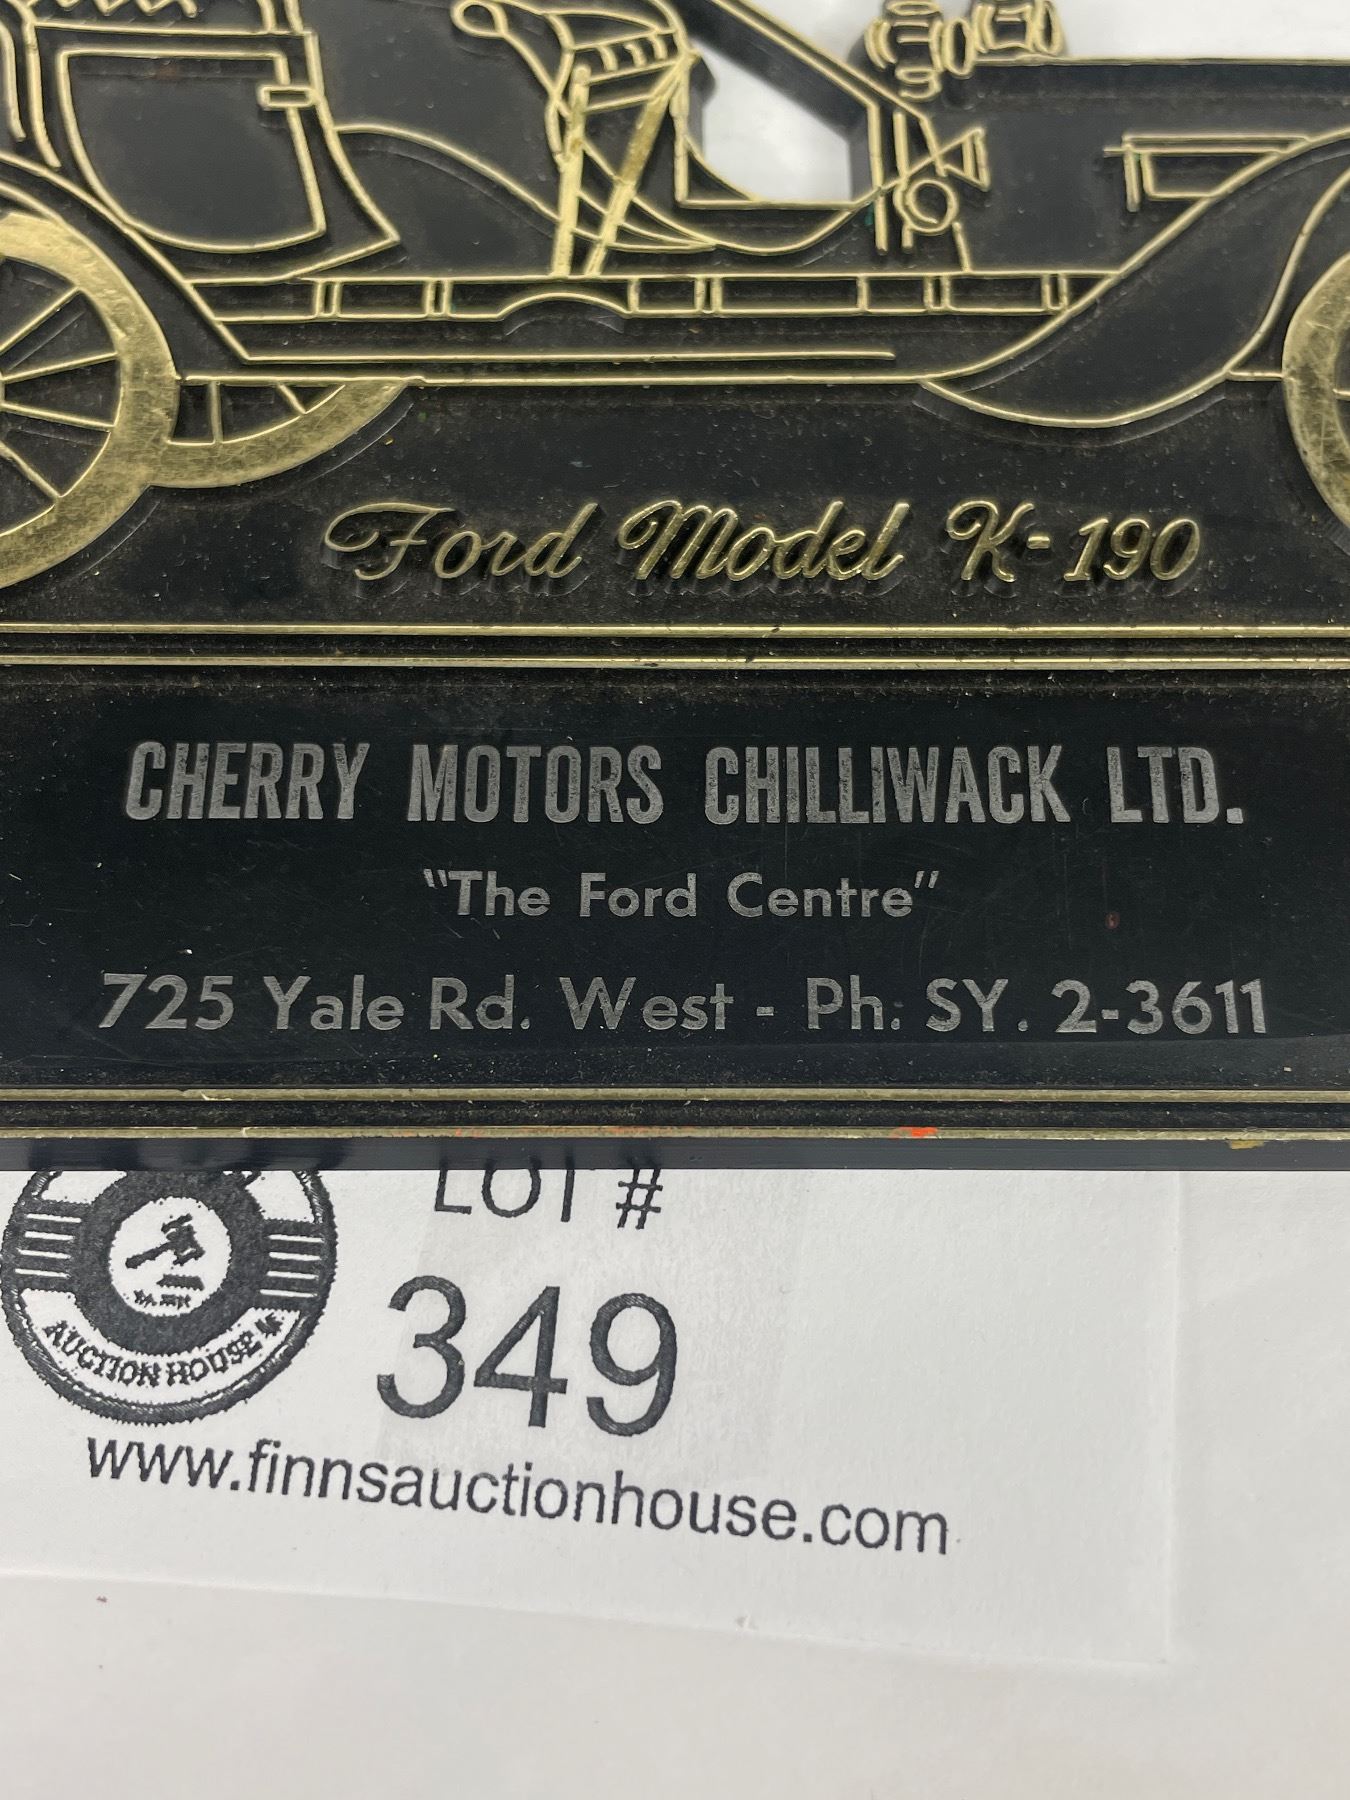 Ford Model K-190
CHERRY MOTORS CHILLIWACK LTD.
"The Ford Centre"
725 Yale Rd. West - Ph. SY. 2-3611
LOT #
349
AUCTION HOUSE
www.finnsauctionhouse.com